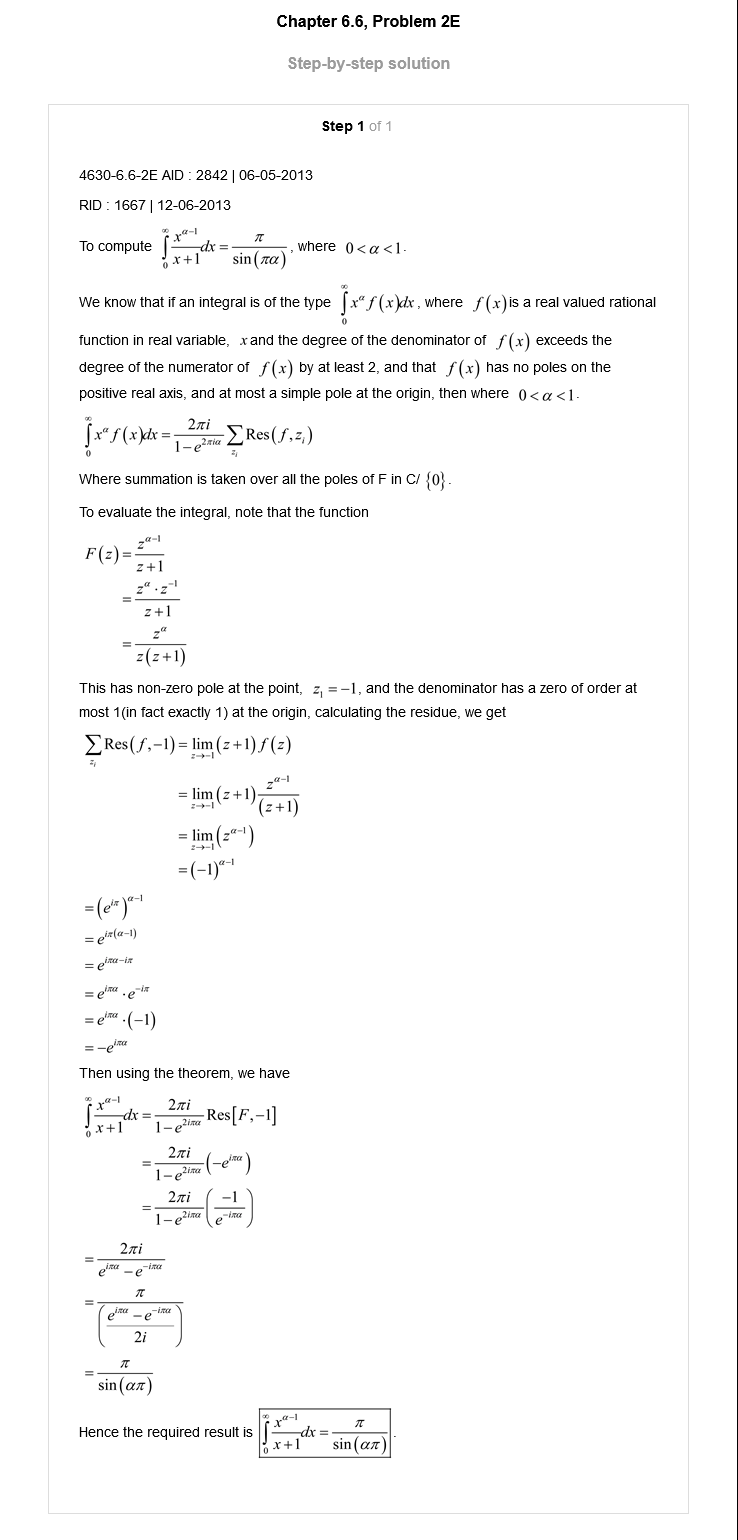 Chapter 6.6, Problem 2E
Step-by-step solution
Step 1 of 1
4630-6.6-2E AID : 2842 | 06-05-2013
RID : 1667 | 12-06-2013
To compute $\int_0^\infty \frac{x^{\alpha-1}}{x+1}dx = \frac{\pi}{\sin(\pi\alpha)}$, where $0<\alpha<1$.
We know that if an integral is of the type $\int_0^\infty x^\alpha f(x)dx$, where $f(x)$ is a real valued rational
function in real variable, $x$ and the degree of the denominator of $f(x)$ exceeds the
degree of the numerator of $f(x)$ by at least 2, and that $f(x)$ has no poles on the
positive real axis, and at most a simple pole at the origin, then where $0<\alpha<1$.
$\int_0^\infty x^\alpha f(x)dx = \frac{2\pi i}{1-e^{2\pi i\alpha}} \sum_{z_i} \text{Res}(f,z_i)$
Where summation is taken over all the poles of F in C/ $\{0\}$.
To evaluate the integral, note that the function
$F(z) = \frac{z^{\alpha-1}}{z+1}$
$= \frac{z^\alpha \cdot z^{-1}}{z+1}$
$= \frac{z^\alpha}{z(z+1)}$
This has non-zero pole at the point, $z_1 = -1$, and the denominator has a zero of order at
most 1(in fact exactly 1) at the origin, calculating the residue, we get
$\sum_{z_i} \text{Res}(f,-1) = \lim_{z\to -1}(z+1)f(z)$
$= \lim_{z\to -1}(z+1)\frac{z^{\alpha-1}}{(z+1)}$
$= \lim_{z\to -1}(z^{\alpha-1})$
$= (-1)^{\alpha-1}$
$= (e^{i\pi})^{\alpha-1}$
$= e^{i\pi(\alpha-1)}$
$= e^{i\pi\alpha-i\pi}$
$= e^{i\pi\alpha} \cdot e^{-i\pi}$
$= e^{i\pi\alpha} \cdot (-1)$
$= -e^{i\pi\alpha}$
Then using the theorem, we have
$\int_0^\infty \frac{x^{\alpha-1}}{x+1}dx = \frac{2\pi i}{1-e^{2i\pi\alpha}} \text{Res}[F,-1]$
$= \frac{2\pi i}{1-e^{2i\pi\alpha}}(-e^{i\pi\alpha})$
$= \frac{2\pi i}{1-e^{2i\pi\alpha}}\left(\frac{-1}{e^{-i\pi\alpha}}\right)$
$= \frac{2\pi i}{e^{i\pi\alpha}-e^{-i\pi\alpha}}$
$= \frac{\pi}{\left(\frac{e^{i\pi\alpha}-e^{-i\pi\alpha}}{2i}\right)}$
$= \frac{\pi}{\sin(\alpha\pi)}$
Hence the required result is $\int_0^\infty \frac{x^{\alpha-1}}{x+1}dx = \frac{\pi}{\sin(\alpha\pi)}$.